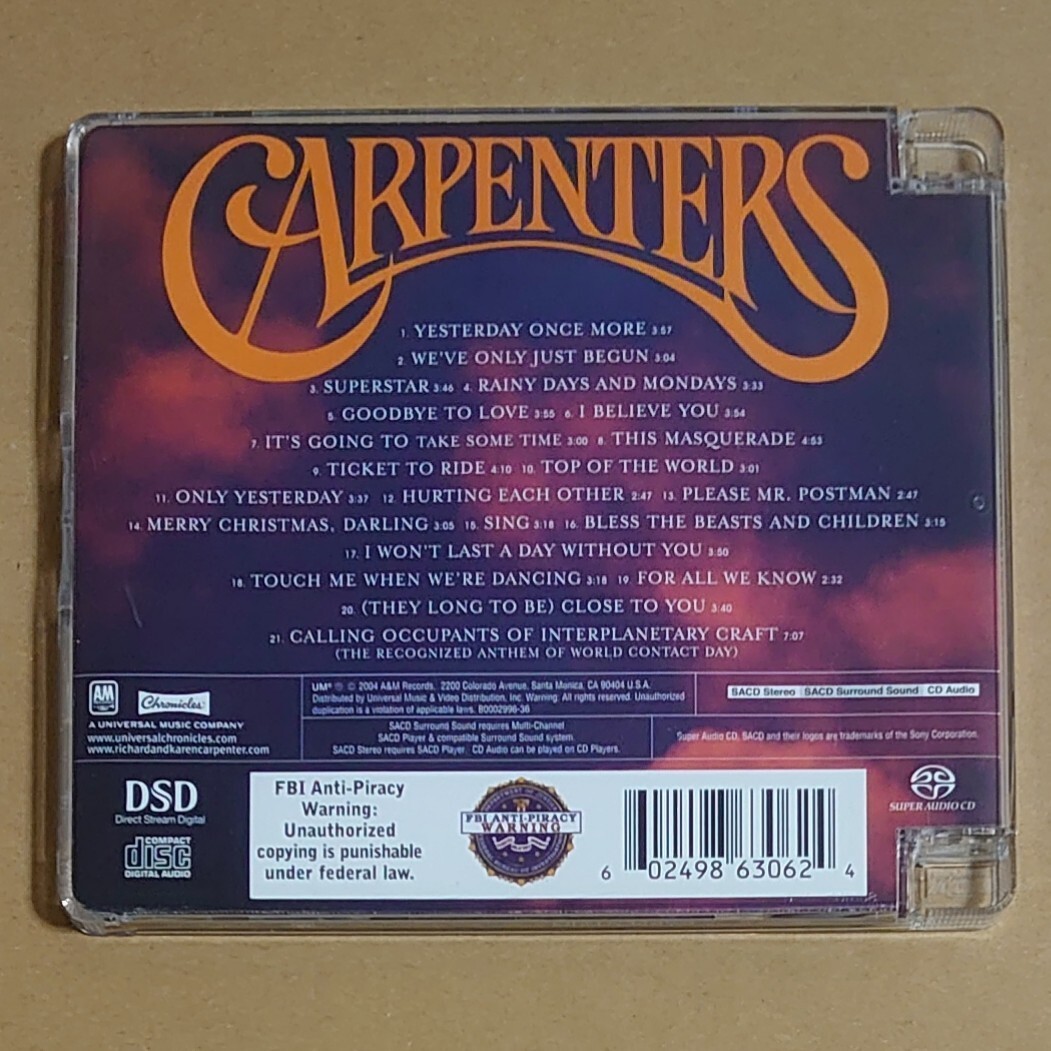 CARPENTERS
1. YESTERDAY ONCE MORE 3:57
2. WE'VE ONLY JUST BEGUN 3:04
3. SUPERSTAR 3:46 4. RAINY DAYS AND MONDAYS 3:33
5. GOODBYE TO LOVE 3:55 6. I BELIEVE YOU 3:54
7. IT'S GOING TO TAKE SOME TIME 3:00 8. THIS MASQUERADE 4:53
9. TICKET TO RIDE 4:10 10. TOP OF THE WORLD 3:01
11. ONLY YESTERDAY 3:37 12. HURTING EACH OTHER 2:47 13. PLEASE MR. POSTMAN 2:47
14. MERRY CHRISTMAS, DARLING 3:05 15. SING 3:18 16. BLESS THE BEASTS AND CHILDREN 3:15
17. I WON'T LAST A DAY WITHOUT YOU 3:50
18. TOUCH ME WHEN WE'RE DANCING 3:18 19. FOR ALL WE KNOW 2:32
20. (THEY LONG TO BE) CLOSE TO YOU 3:40
21. CALLING OCCUPANTS OF INTERPLANETARY CRAFT 7:07
(THE RECOGNIZED ANTHEM OF WORLD CONTACT DAY)
A&M
Chronicles
A UNIVERSAL MUSIC COMPANY
www.universalchronicles.com
www.richardandkarencarpenter.com
UM® ℗ © 2004 A&M Records, 2200 Colorado Avenue, Santa Monica, CA 90404 U.S.A.
Distributed by Universal Music & Video Distribution, Inc. Warning: All rights reserved. Unauthorized
duplication is a violation of applicable laws. B0002998-36
SACD Surround Sound requires Multi-Channel
SACD Player & compatible Surround Sound system.
SACD Stereo requires SACD Player. CD Audio can be played on CD Players.
SACD Stereo SACD Surround Sound CD Audio
Super Audio CD, SACD and their logos are trademarks of the Sony Corporation.
DSD
Direct Stream Digital
COMPACT
disc
DIGITAL AUDIO
FBI Anti-Piracy
Warning:
Unauthorized
copying is punishable
under federal law.
FBI ANTI-PIRACY
WARNING
6 02498 63062 4
SUPER AUDIO CD